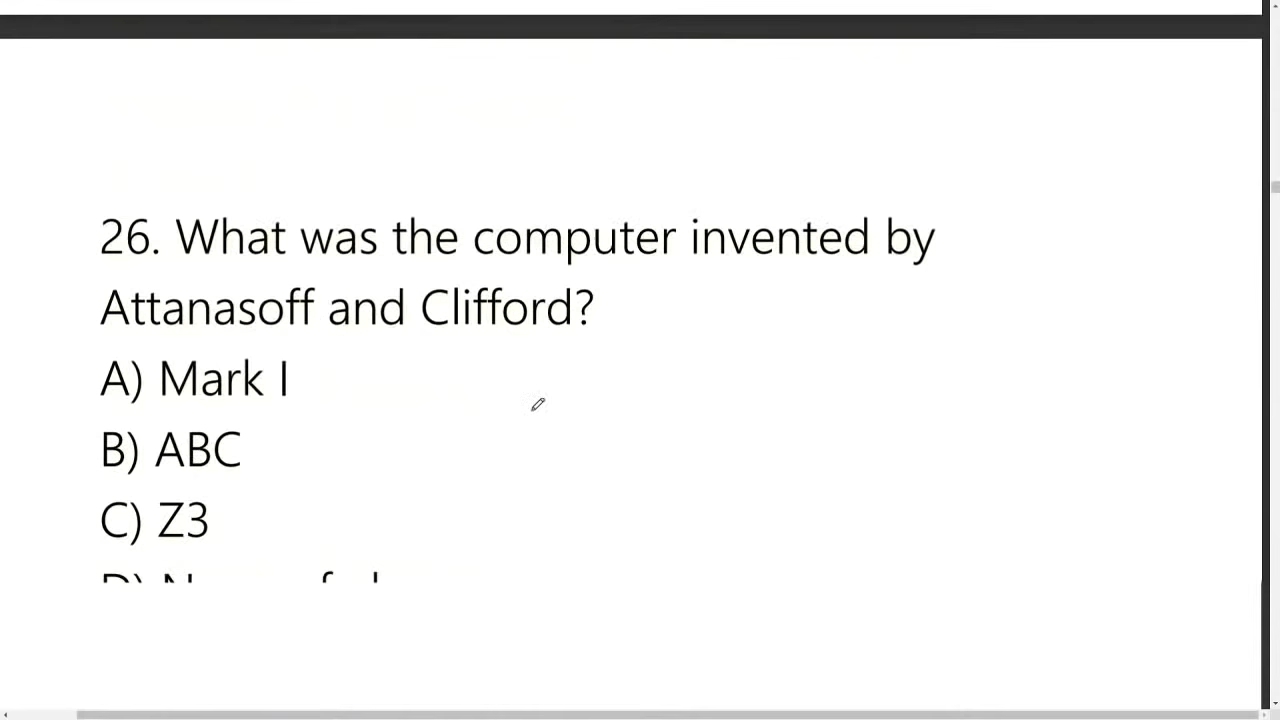 26. What was the computer invented by
Attanasoff and Clifford?
A) Mark I
B) ABC
C) Z3